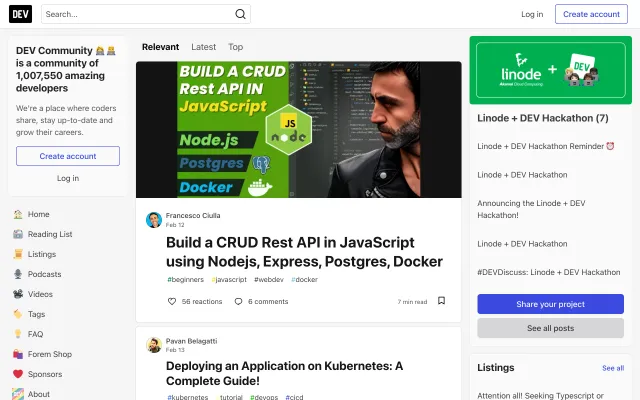 DEV
Search...
Log in
Create account
DEV Community
is a community of
1,007,550 amazing
developers
We're a place where coders
share, stay up-to-date and
grow their careers.
Create account
Log in
Home
Reading List
Listings
Podcasts
Videos
Tags
FAQ
Forem Shop
Sponsors
About
Relevant
Latest
Top
BUILD A CRUD
Rest API IN
JavaScript
Node.js
Postgres
Docker
JS
node
Francesco Ciulla
Feb 12
Build a CRUD Rest API in JavaScript
using Nodejs, Express, Postgres, Docker
#beginners #javascript #webdev #docker
56 reactions
6 comments
7 min read
Pavan Belagatti
Feb 13
Deploying an Application on Kubernetes: A
Complete Guide!
#kubernetes tutorial #devops #cicd
linode
Akamai Cloud Computing
+
DEV
Linode + DEV Hackathon (7)
Linode + DEV Hackathon Reminder ⏰
Linode + DEV Hackathon
Announcing the Linode + DEV
Hackathon!
Linode + DEV Hackathon
#DEVDiscuss: Linode + DEV Hackathon
Share your project
See all posts
Listings
See all
Attention all! Seeking Typescript or